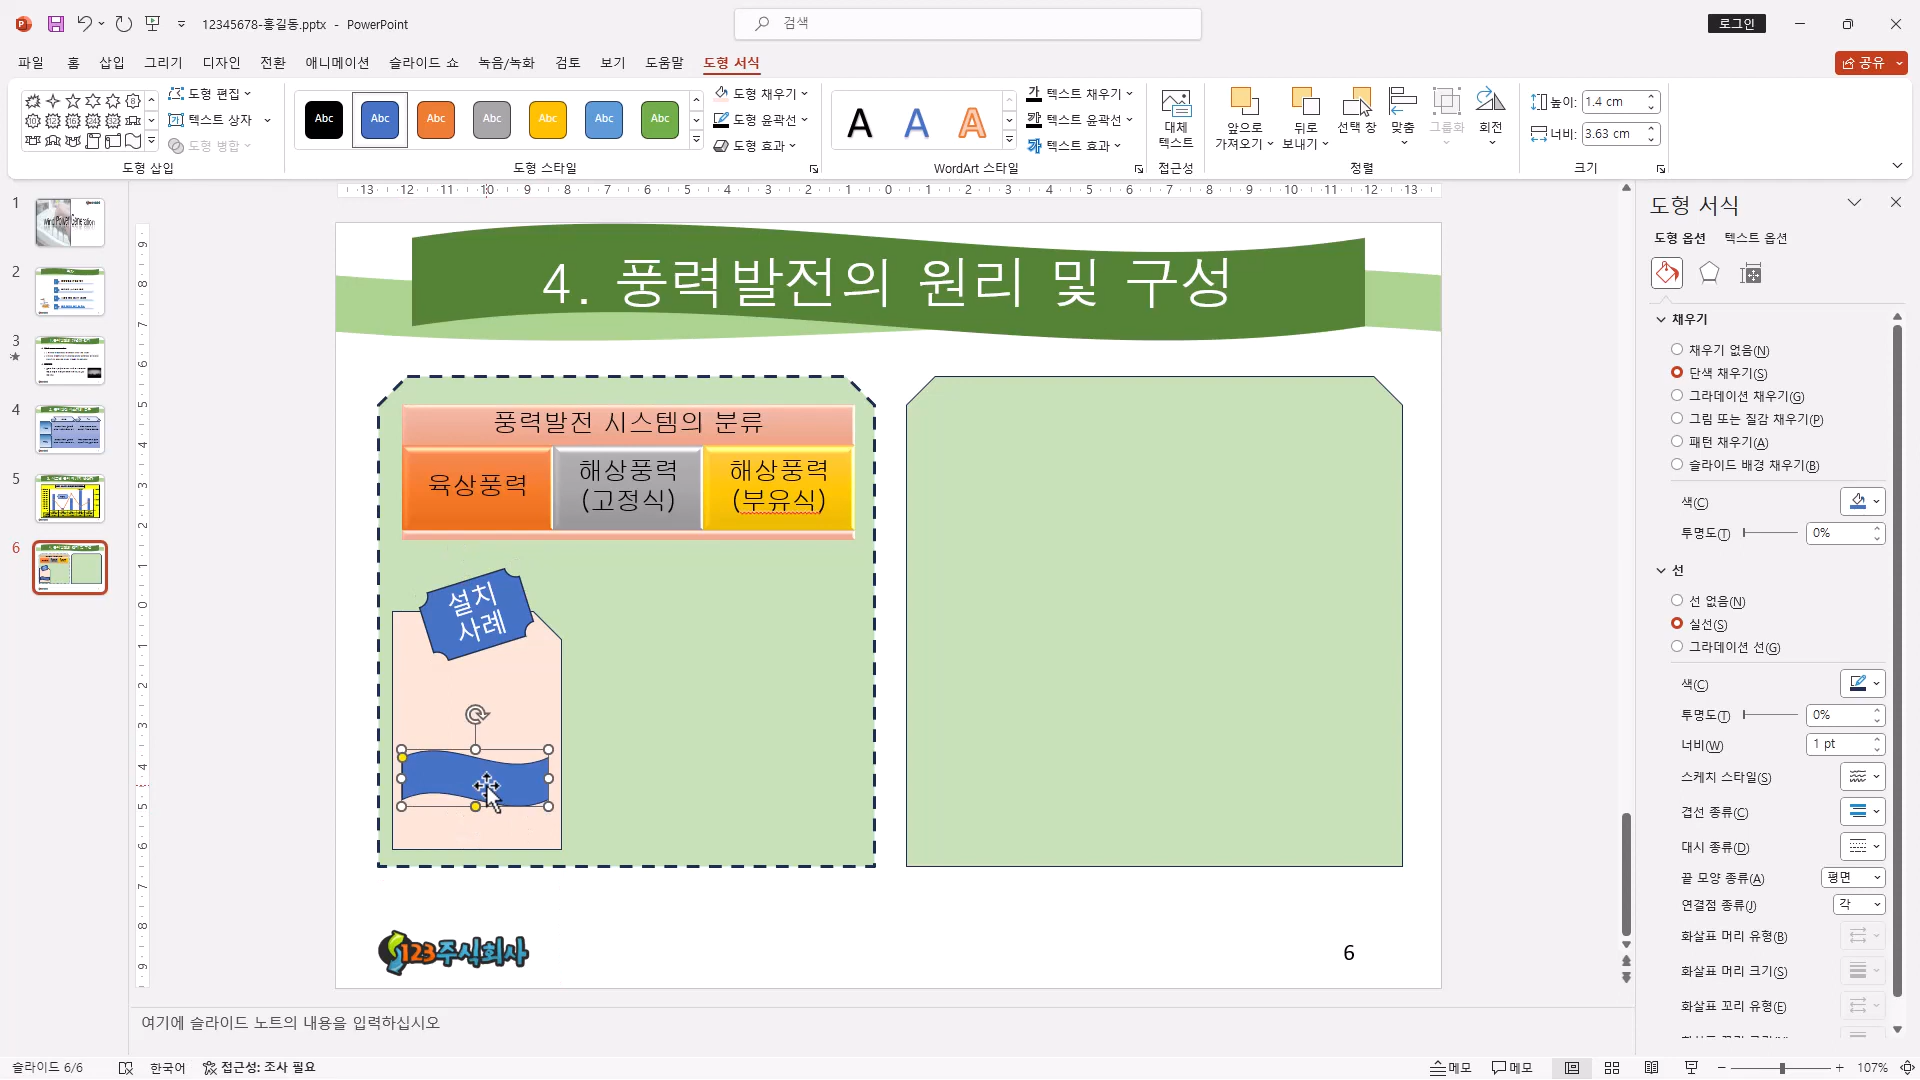 12345678-홍길동.pptx - PowerPoint
검색
로그인
파일 홈 삽입 그리기 디자인 전환 애니메이션 슬라이드 쇼 녹음/녹화 검토 보기 도움말 도형 서식
공유
도형 편집
텍스트 상자
도형 병합
도형 삽입
Abc Abc Abc Abc Abc Abc Abc
도형 채우기
도형 윤곽선
도형 효과
도형 스타일
A A A
텍스트 채우기
텍스트 윤곽선
텍스트 효과
WordArt 스타일
대체
텍스트
접근성
앞으로
가져오기
뒤로
보내기
선택 창
맞춤
그룹화
회전
정렬
높이: 1.4 cm
너비: 3.63 cm
크기
1
2
3
4
5
6
4. 풍력발전의 원리 및 구성
풍력발전 시스템의 분류
육상풍력
해상풍력
(고정식)
해상풍력
(부유식)
설치
사례
123주식회사
6
도형 서식
도형 옵션 텍스트 옵션
채우기
채우기 없음(N)
단색 채우기(S)
그라데이션 채우기(G)
그림 또는 질감 채우기(P)
패턴 채우기(A)
슬라이드 배경 채우기(B)
색(C)
투명도(T) 0%
선
선 없음(N)
실선(S)
그라데이션 선(G)
색(C)
투명도(T) 0%
너비(W) 1 pt
스케치 스타일(S)
겹선 종류(C)
대시 종류(D)
끝 모양 종류(A) 평면
연결점 종류(J) 각
화살표 머리 유형(B)
화살표 머리 크기(S)
화살표 꼬리 유형(E)
여기에 슬라이드 노트의 내용을 입력하십시오
슬라이드 6/6 한국어 접근성: 조사 필요
메모 메모 107%